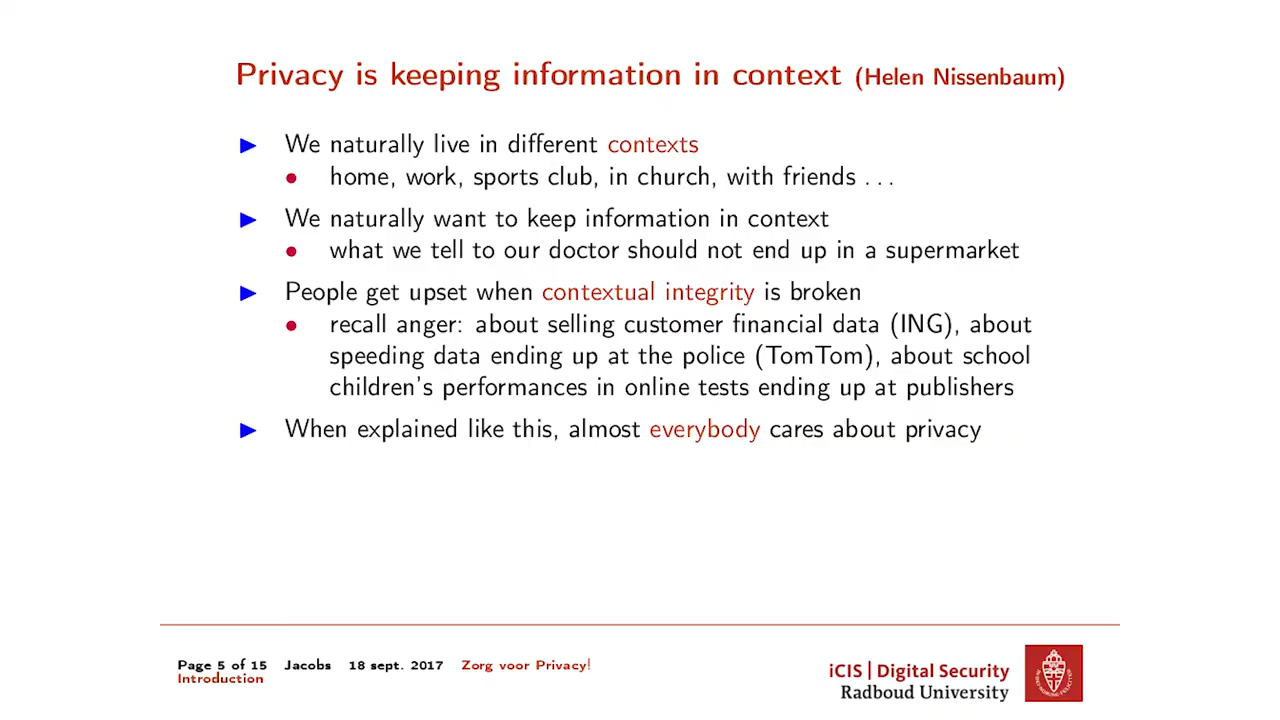 Privacy is keeping information in context (Helen Nissenbaum)
▶ We naturally live in different contexts
• home, work, sports club, in church, with friends . . .
▶ We naturally want to keep information in context
• what we tell to our doctor should not end up in a supermarket
▶ People get upset when contextual integrity is broken
• recall anger: about selling customer financial data (ING), about
speeding data ending up at the police (TomTom), about school
children's performances in online tests ending up at publishers
▶ When explained like this, almost everybody cares about privacy
Page 5 of 15 Jacobs 18 sept. 2017 Zorg voor Privacy!
Introduction
iCIS | Digital Security
Radboud University